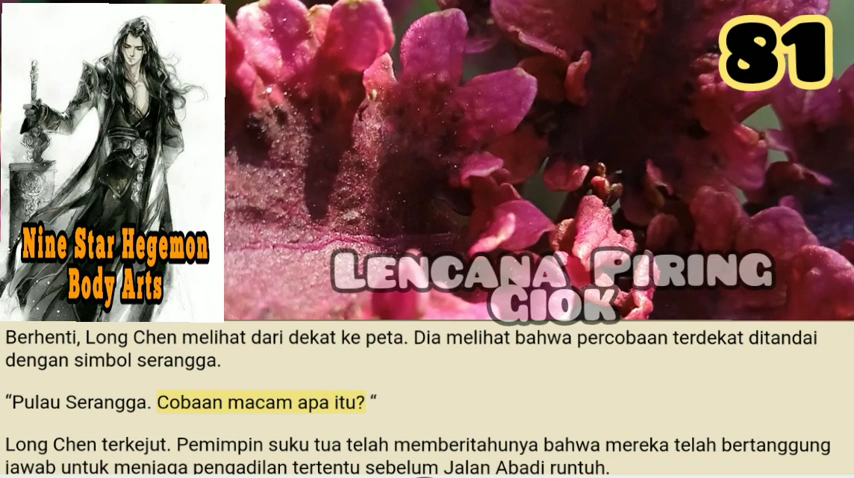 81
Nine Star Hegemon
Body Arts
Lencana Piring
Giok
Berhenti, Long Chen melihat dari dekat ke peta. Dia melihat bahwa percobaan terdekat ditandai
dengan simbol serangga.
“Pulau Serangga. Cobaan macam apa itu? “
Long Chen terkejut. Pemimpin suku tua telah memberitahunya bahwa mereka telah bertanggung
jawab untuk menjaga pengadilan tertentu sebelum Jalan Abadi runtuh.